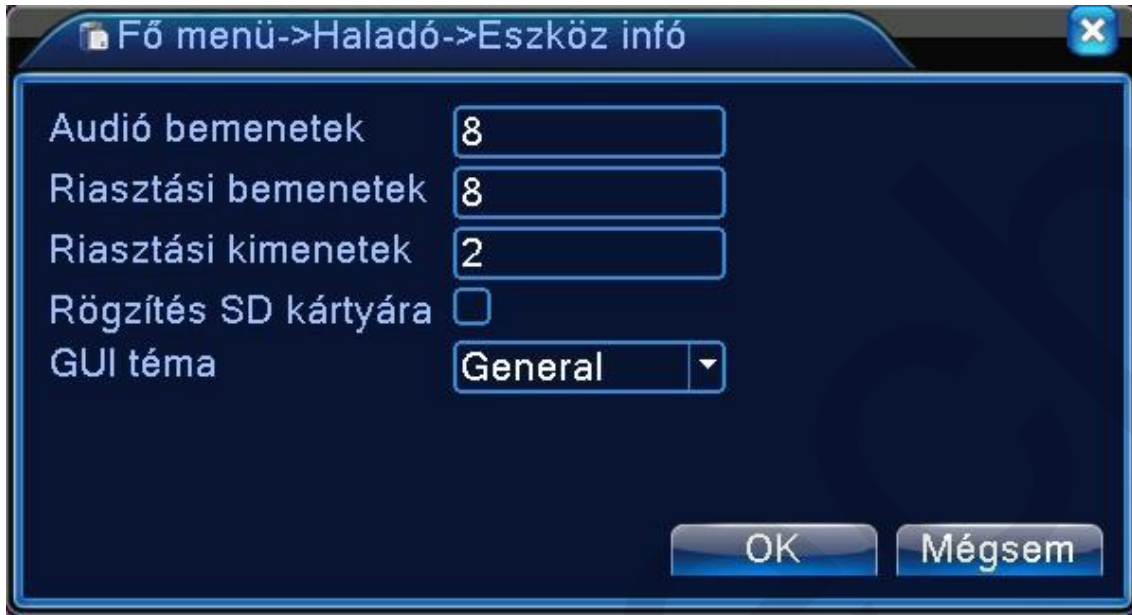 Fő menü->Haladó->Eszköz infó
Audió bemenetek 8
Riasztási bemenetek 8
Riasztási kimenetek 2
Rögzítés SD kártyára
GUI téma General
OK Mégsem